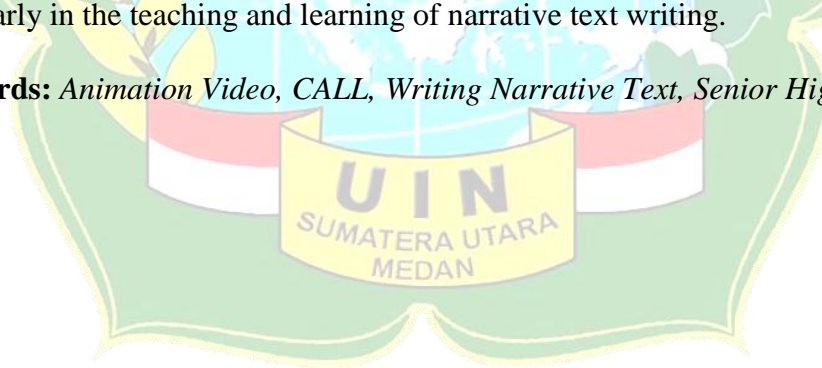 arly in the teaching and learning of narrative text writing.
rds: Animation Video, CALL, Writing Narrative Text, Senior Hig
UIN
SUMATERA UTARA
MEDAN